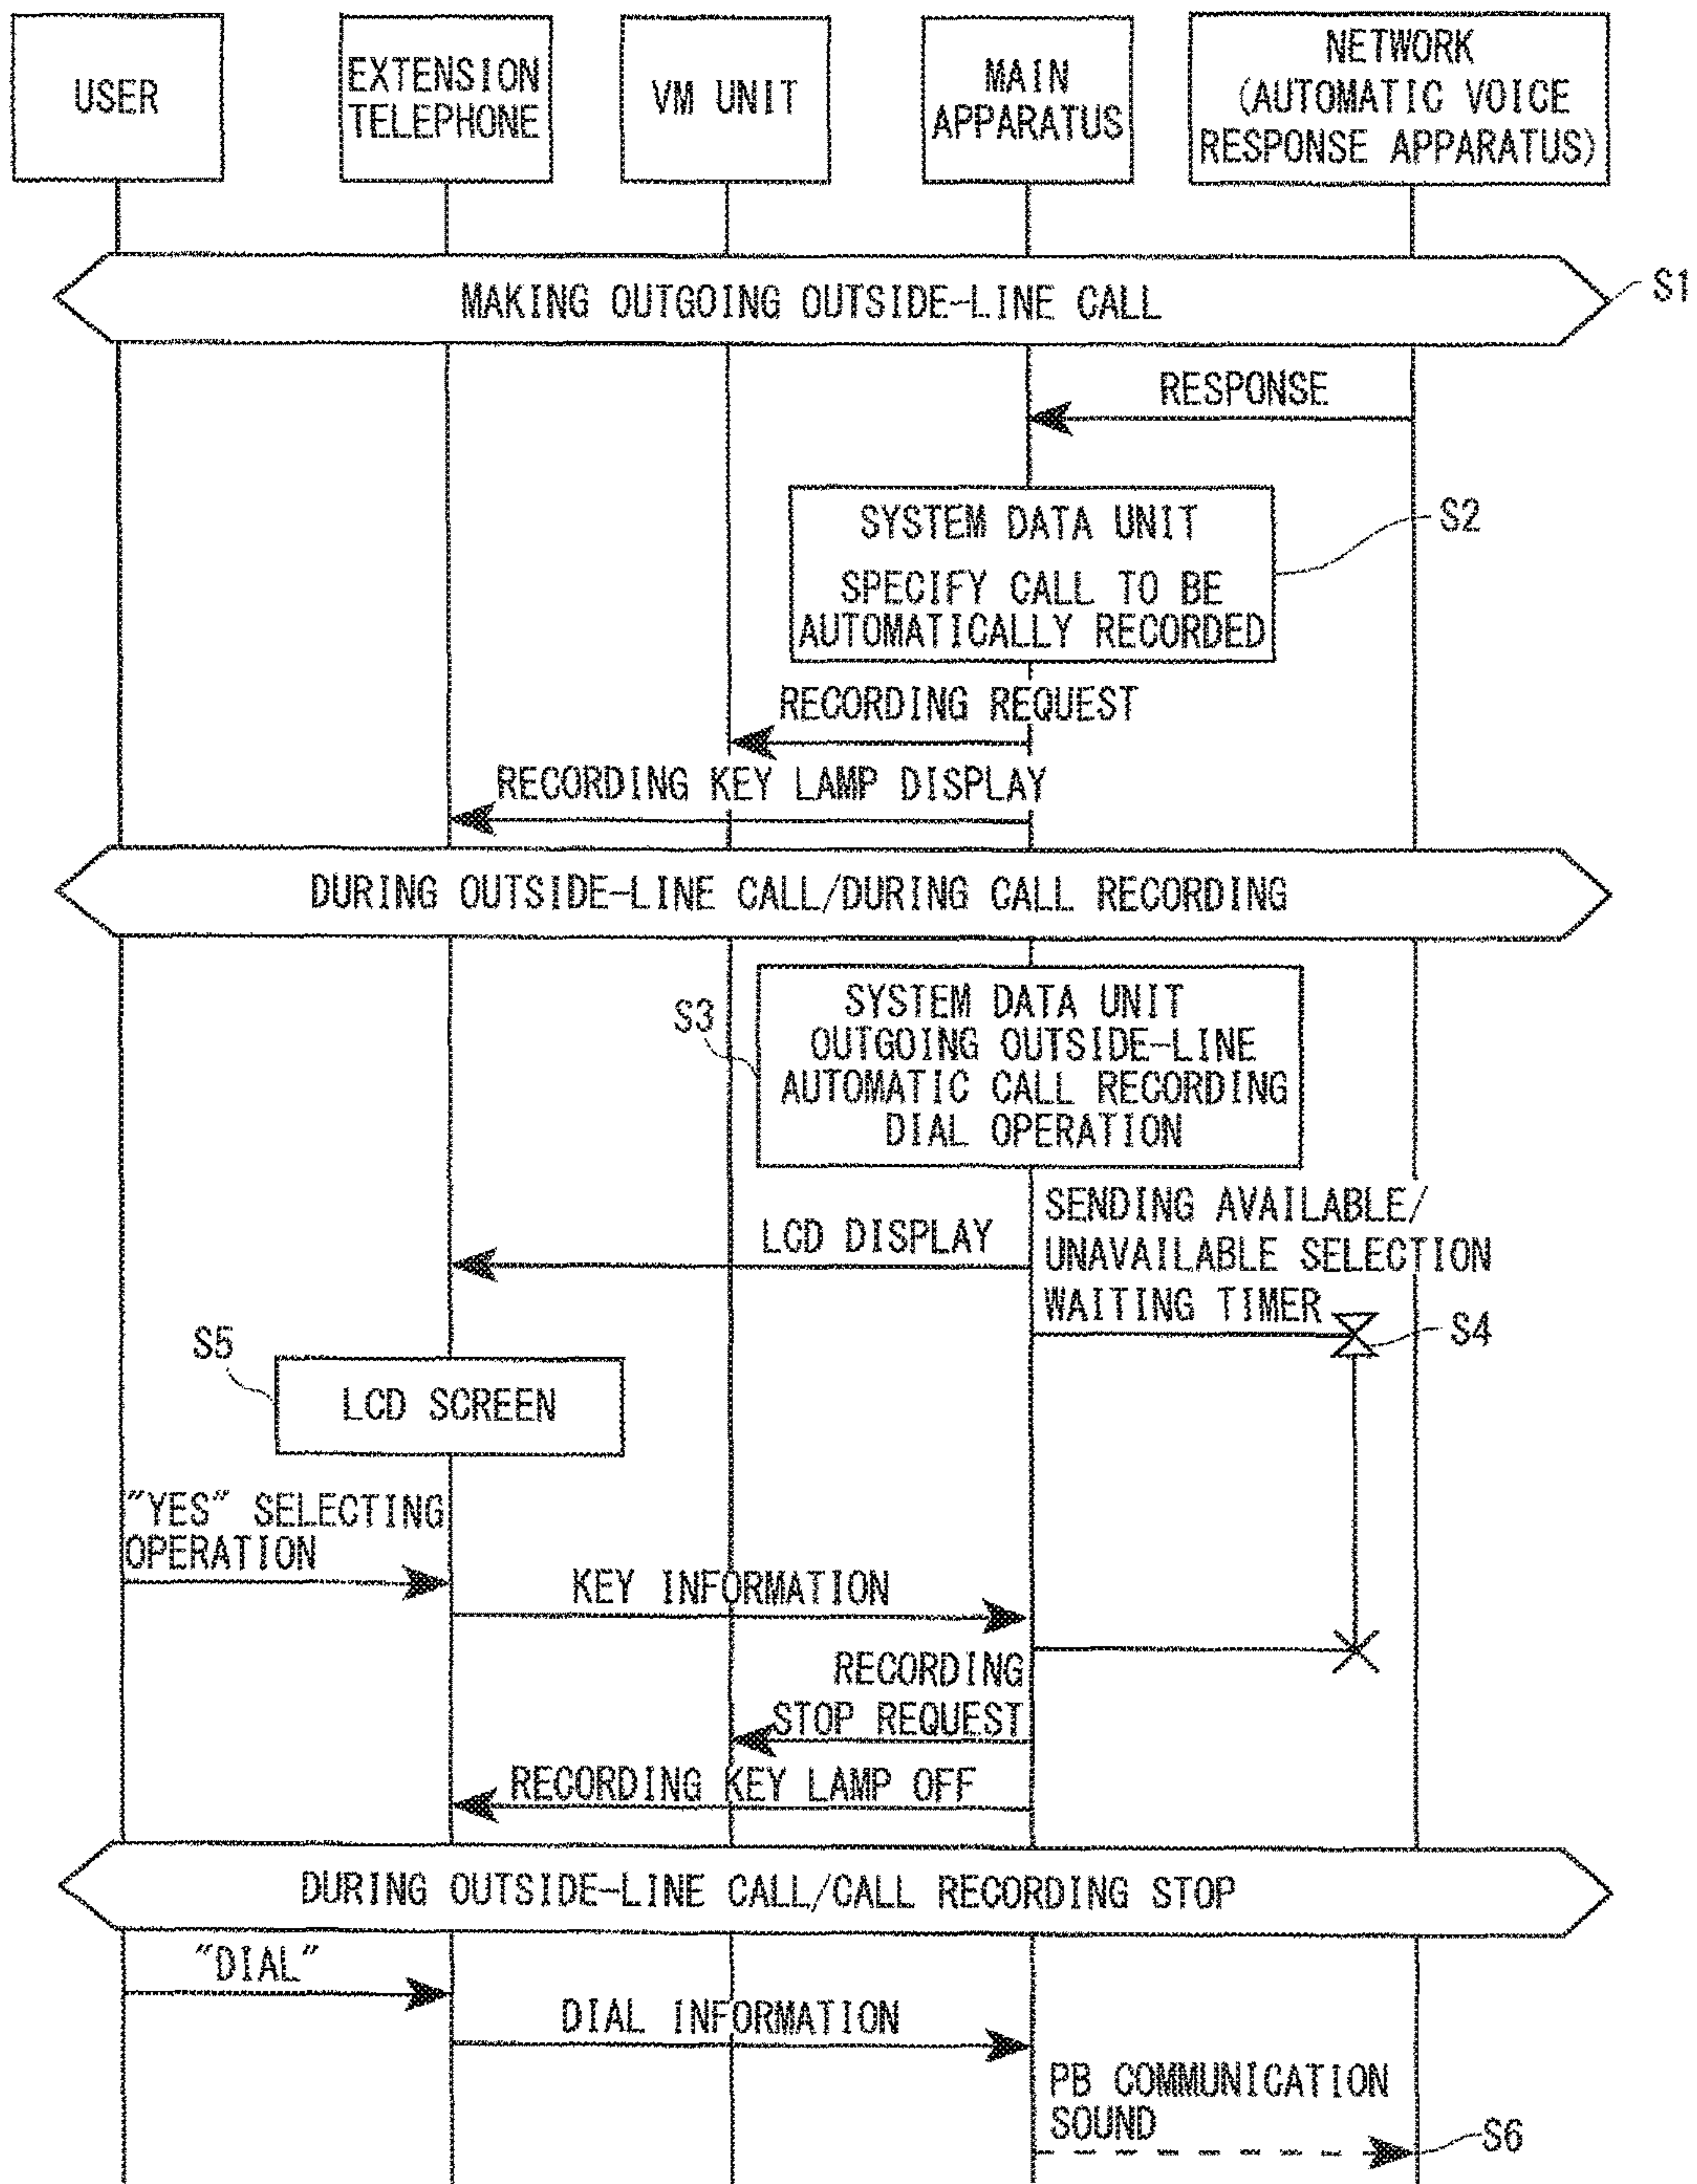 USER
EXTENSION
TELEPHONE
VM UNIT
MAIN
APPARATUS
NETWORK
(AUTOMATIC VOICE
RESPONSE APPARATUS)
MAKING OUTGOING OUTSIDE-LINE CALL
S1
RESPONSE
SYSTEM DATA UNIT
SPECIFY CALL TO BE
AUTOMATICALLY RECORDED
S2
RECORDING REQUEST
RECORDING KEY LAMP DISPLAY
DURING OUTSIDE-LINE CALL/DURING CALL RECORDING
S3
SYSTEM DATA UNIT
OUTGOING OUTSIDE-LINE
AUTOMATIC CALL RECORDING
DIAL OPERATION
LCD DISPLAY
SENDING AVAILABLE/
UNAVAILABLE SELECTION
WAITING TIMER
S4
S5
LCD SCREEN
"YES" SELECTING
OPERATION
KEY INFORMATION
RECORDING
STOP REQUEST
RECORDING KEY LAMP OFF
DURING OUTSIDE-LINE CALL/CALL RECORDING STOP
"DIAL"
DIAL INFORMATION
PB COMMUNICATION
SOUND
S6